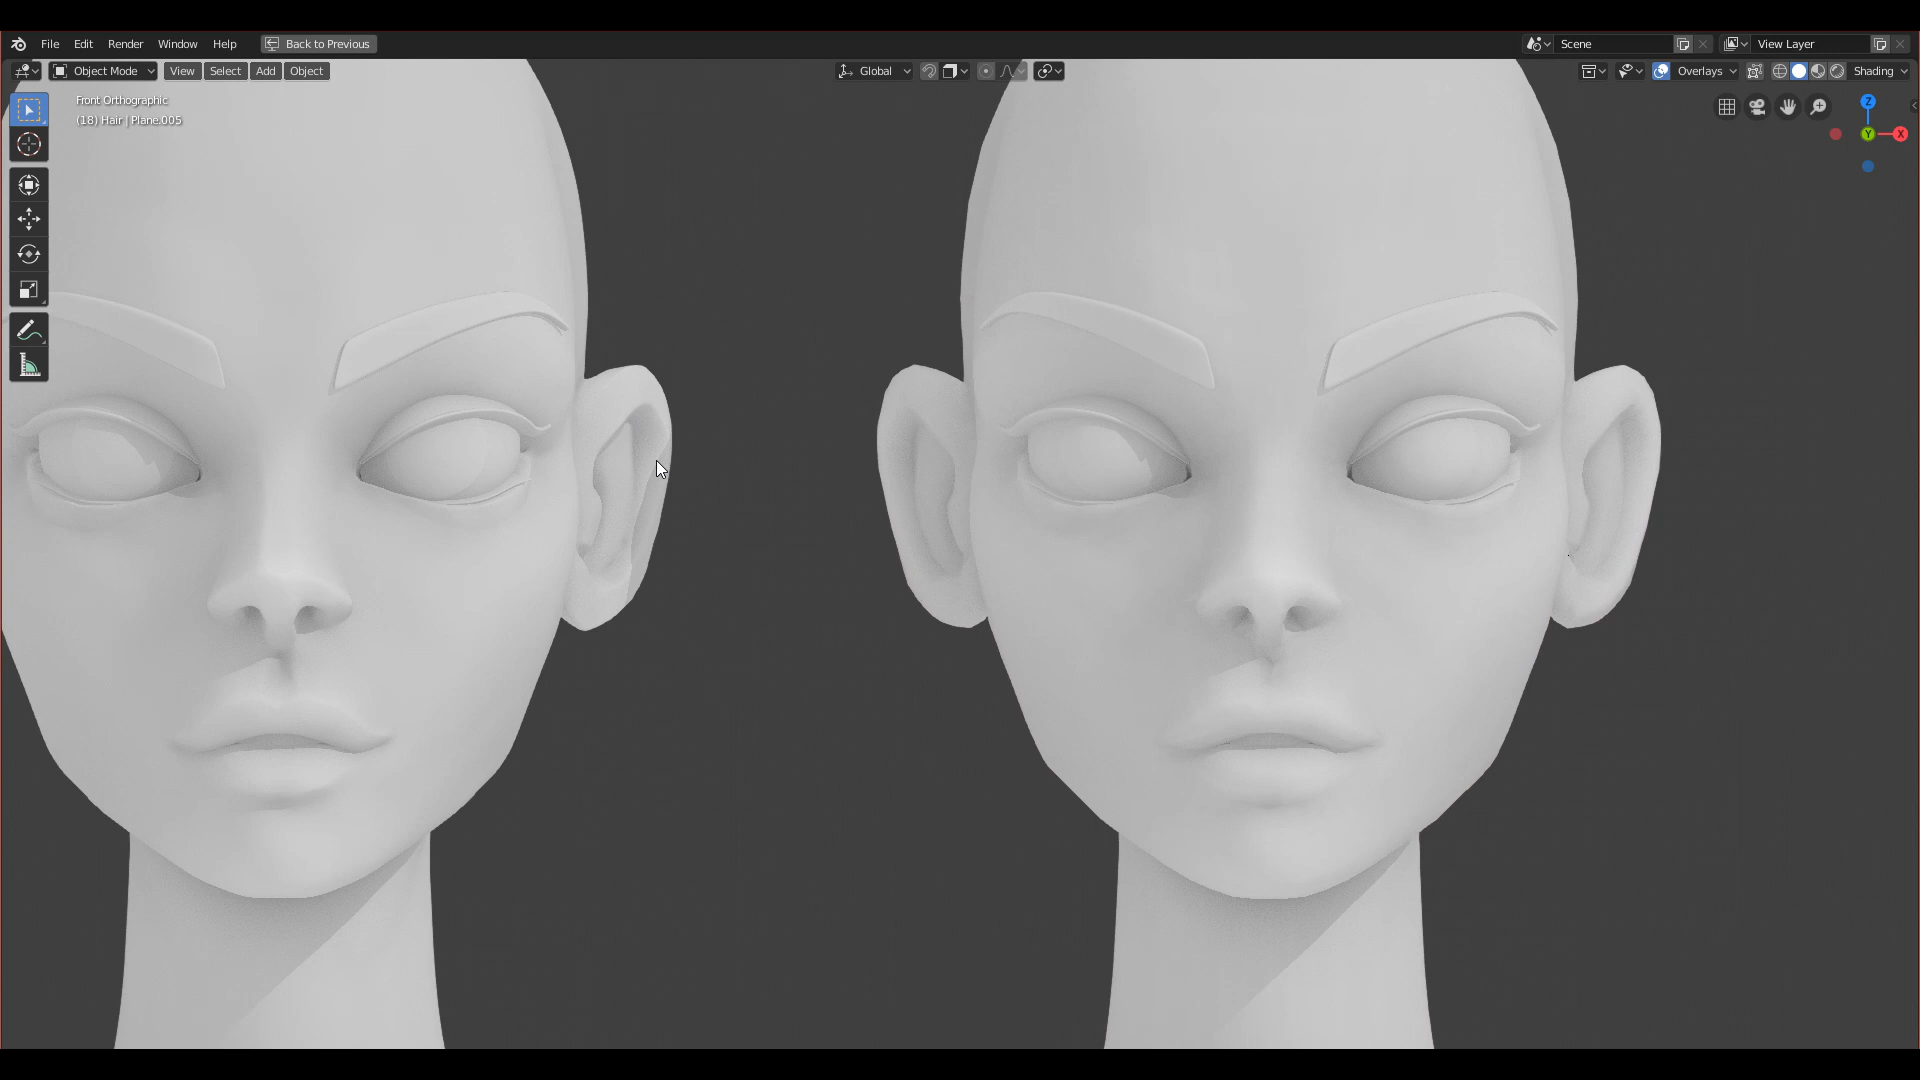 File Edit Render Window Help Back to Previous Scene View Layer
Object Mode View Select Add Object Global Overlays Shading
Front Orthographic
(18) Hair | Plane.005
Z
Y
X